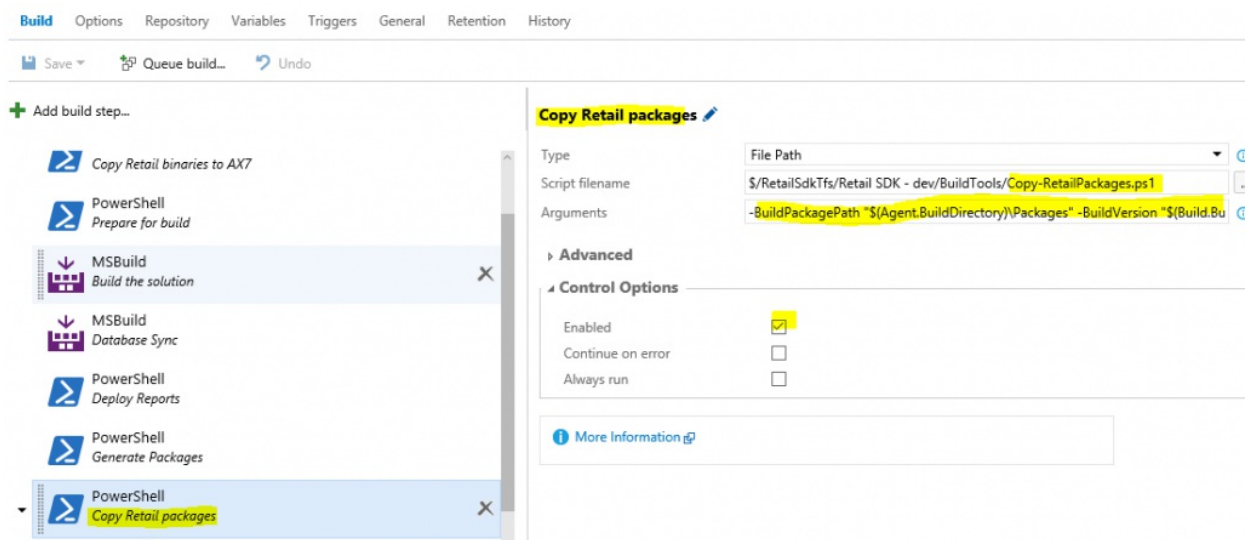 Build Options Repository Variables Triggers General Retention History
Save Queue build... Undo
Add build step...
Copy Retail binaries to AX7
PowerShell
Prepare for build
MSBuild
Build the solution
MSBuild
Database Sync
PowerShell
Deploy Reports
PowerShell
Generate Packages
PowerShell
Copy Retail packages
Copy Retail packages
Type File Path
Script filename $/RetailSdkTfs/Retail SDK - dev/BuildTools/Copy-RetailPackages.ps1 ...
Arguments -BuildPackagePath "$(Agent.BuildDirectory)\Packages" -BuildVersion "$(Build.Bu
Advanced
Control Options
Enabled
Continue on error
Always run
More Information